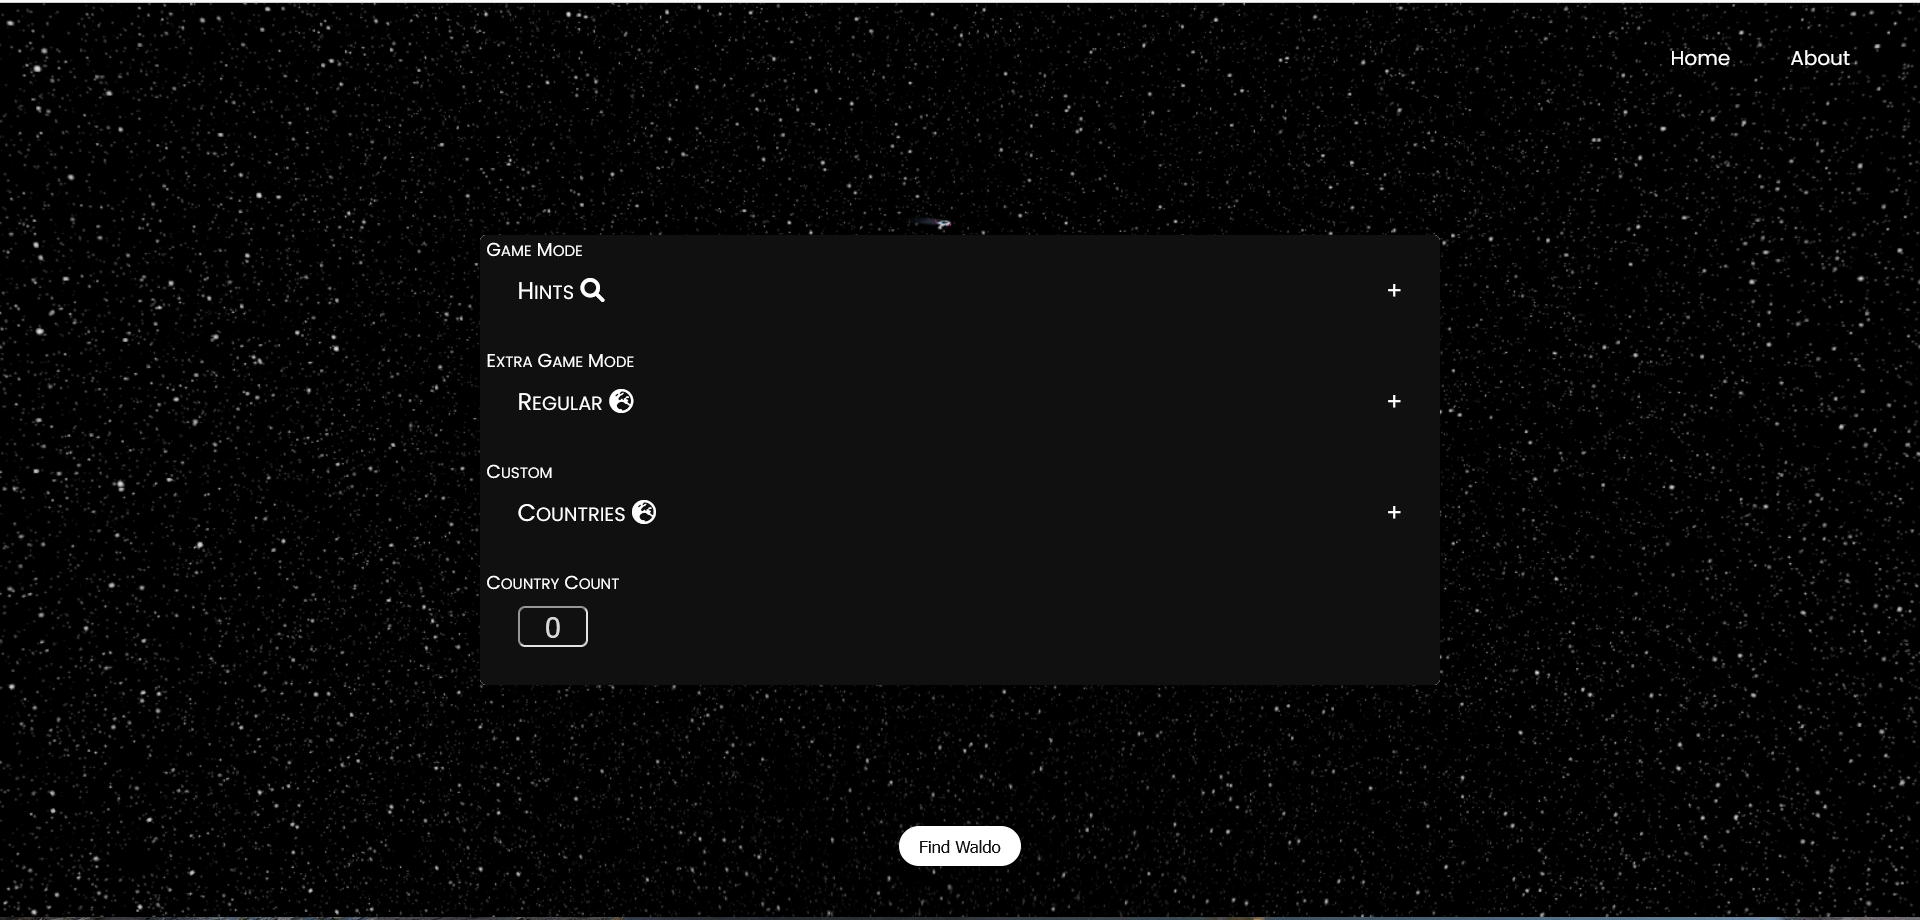 Home About
Game Mode
Hints
+
Extra Game Mode
Regular
+
Custom
Countries
+
Country Count
0
Find Waldo